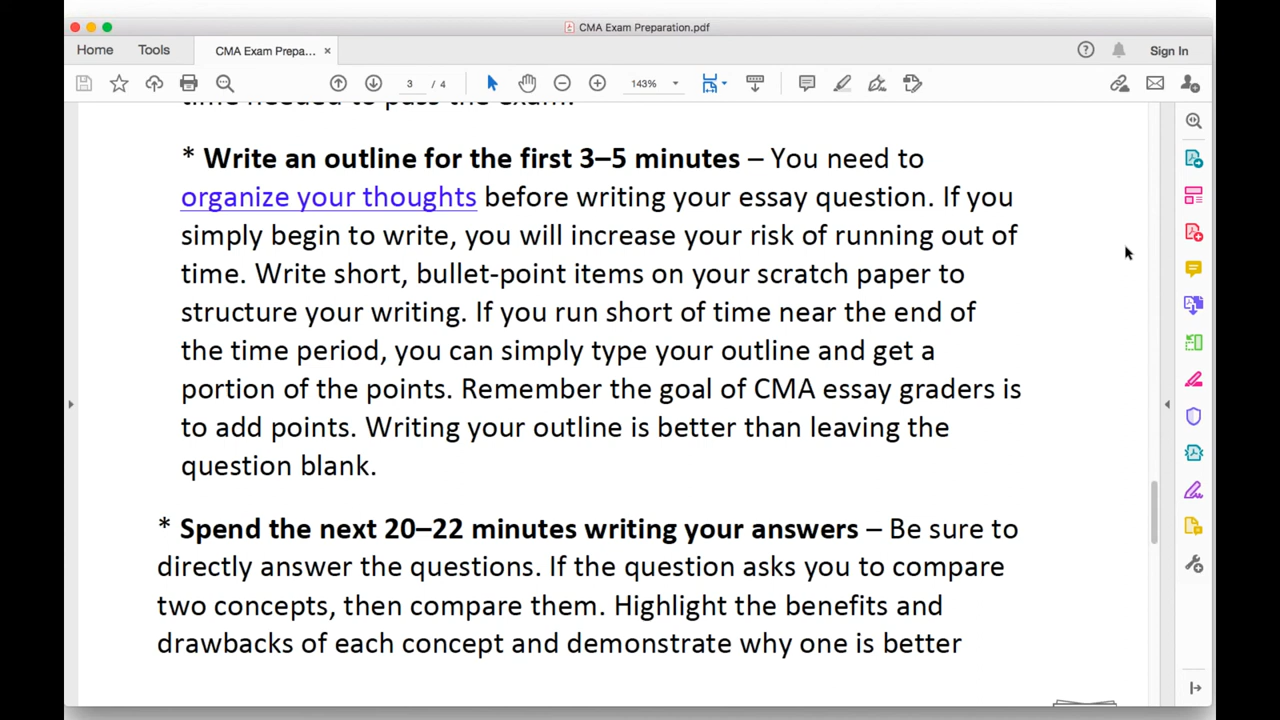 CMA Exam Preparation.pdf
Home Tools CMA Exam Prepa... × Sign In
3 / 4 143%
time needed to pass the exam.
* Write an outline for the first 3–5 minutes – You need to
organize your thoughts before writing your essay question. If you
simply begin to write, you will increase your risk of running out of
time. Write short, bullet-point items on your scratch paper to
structure your writing. If you run short of time near the end of
the time period, you can simply type your outline and get a
portion of the points. Remember the goal of CMA essay graders is
to add points. Writing your outline is better than leaving the
question blank.
* Spend the next 20–22 minutes writing your answers – Be sure to
directly answer the questions. If the question asks you to compare
two concepts, then compare them. Highlight the benefits and
drawbacks of each concept and demonstrate why one is better